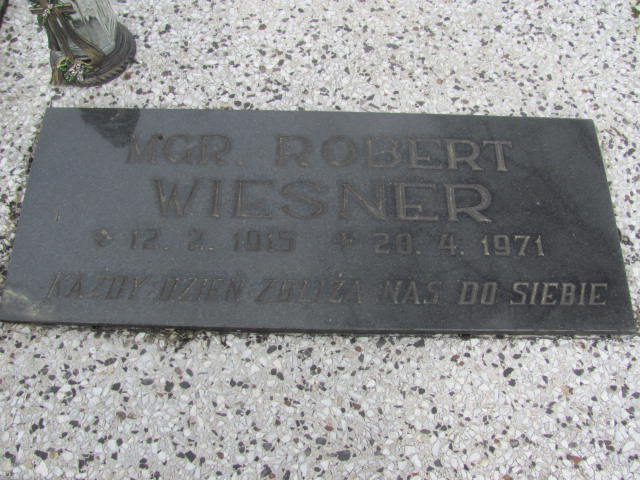 MGR. ROBERT
WIESNER
* 12. 2. 1915 + 20. 4. 1971
KAŻDY DZIEŃ ZBLIŻA NAS DO SIEBIE